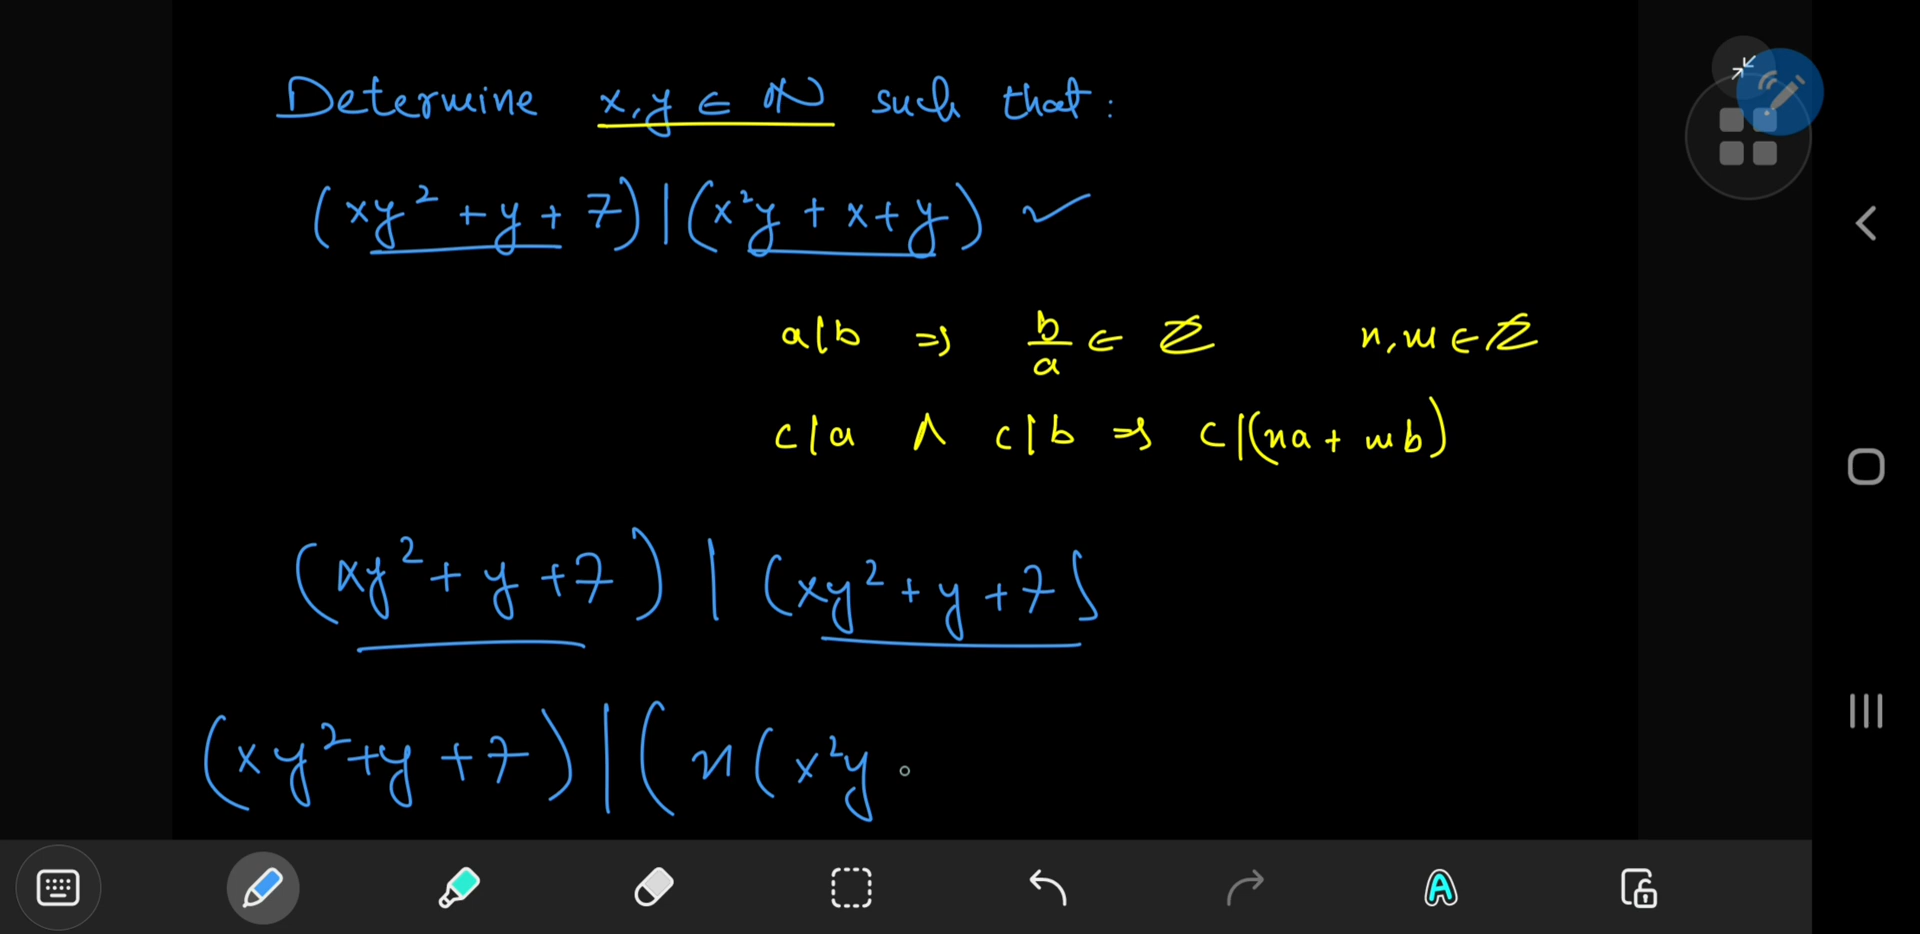 Determine x,y ∈ ℕ such that:
(xy² + y + 7) | (x²y + x + y) ✓
a|b ⇒ b/a ∈ ℤ n,m ∈ ℤ
c|a ∧ c|b ⇒ c|(na + mb)
(xy² + y + 7) | (xy² + y + 7)
(xy² + y + 7) | ( n(x²y
A